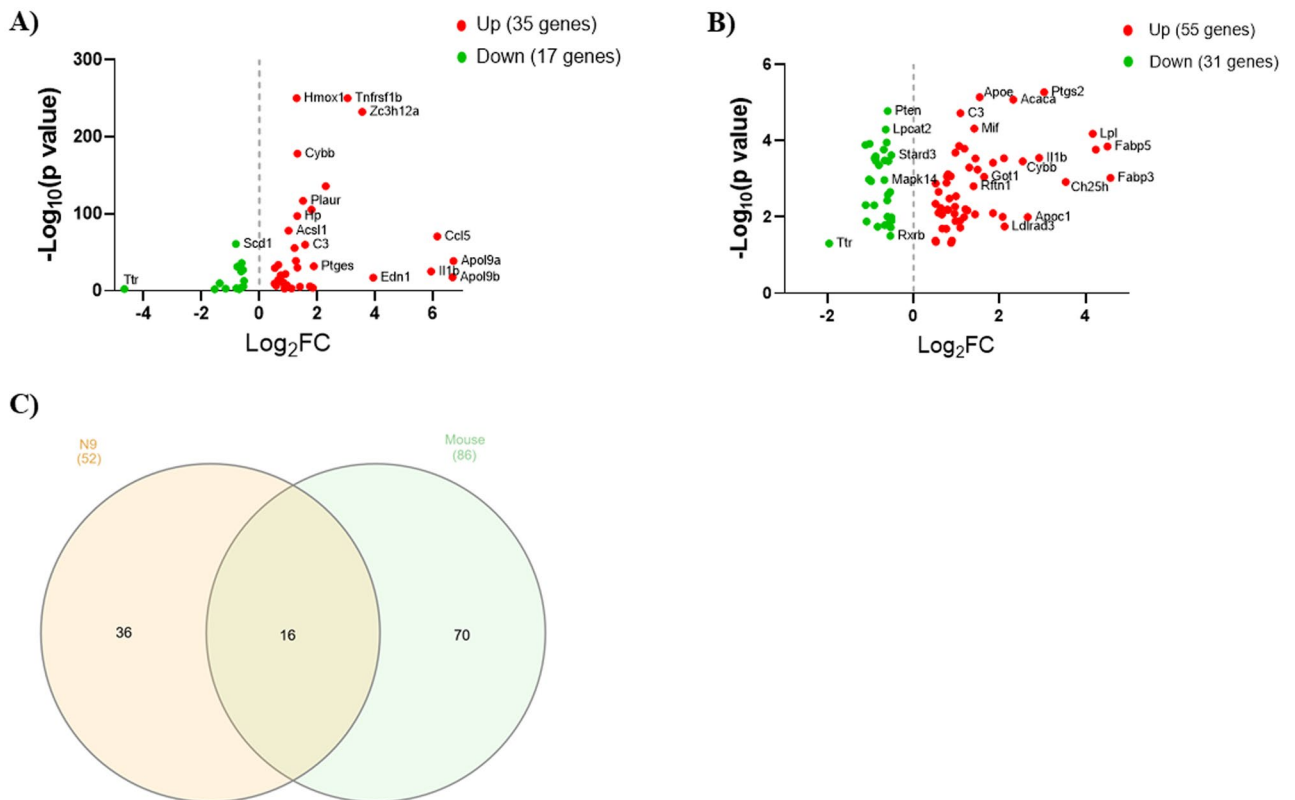 A)
Up (35 genes)
Down (17 genes)
-Log10(p value)
300
200
100
0
Hmox1
Tnfrsf1b
Zc3h12a
Cybb
Plaur
Hp
Acsl1
C3
Scd1
Ptges
Ccl5
Apol9a
Il1b
Apol9b
Edn1
Ttr
-4
-2
0
2
4
6
Log2FC
B)
Up (55 genes)
Down (31 genes)
-Log10(p value)
6
4
2
0
Apoe
Ptgs2
Acaca
Pten
C3
Lpcat2
Mif
Lpl
Stard3
Fabp5
Il1b
Cybb
Mapk14
Got1
Rftn1
Fabp3
Ch25h
Apoc1
Ldlrad3
Rxrb
Ttr
-2
0
2
4
Log2FC
C)
N9
(52)
Mouse
(86)
36
16
70